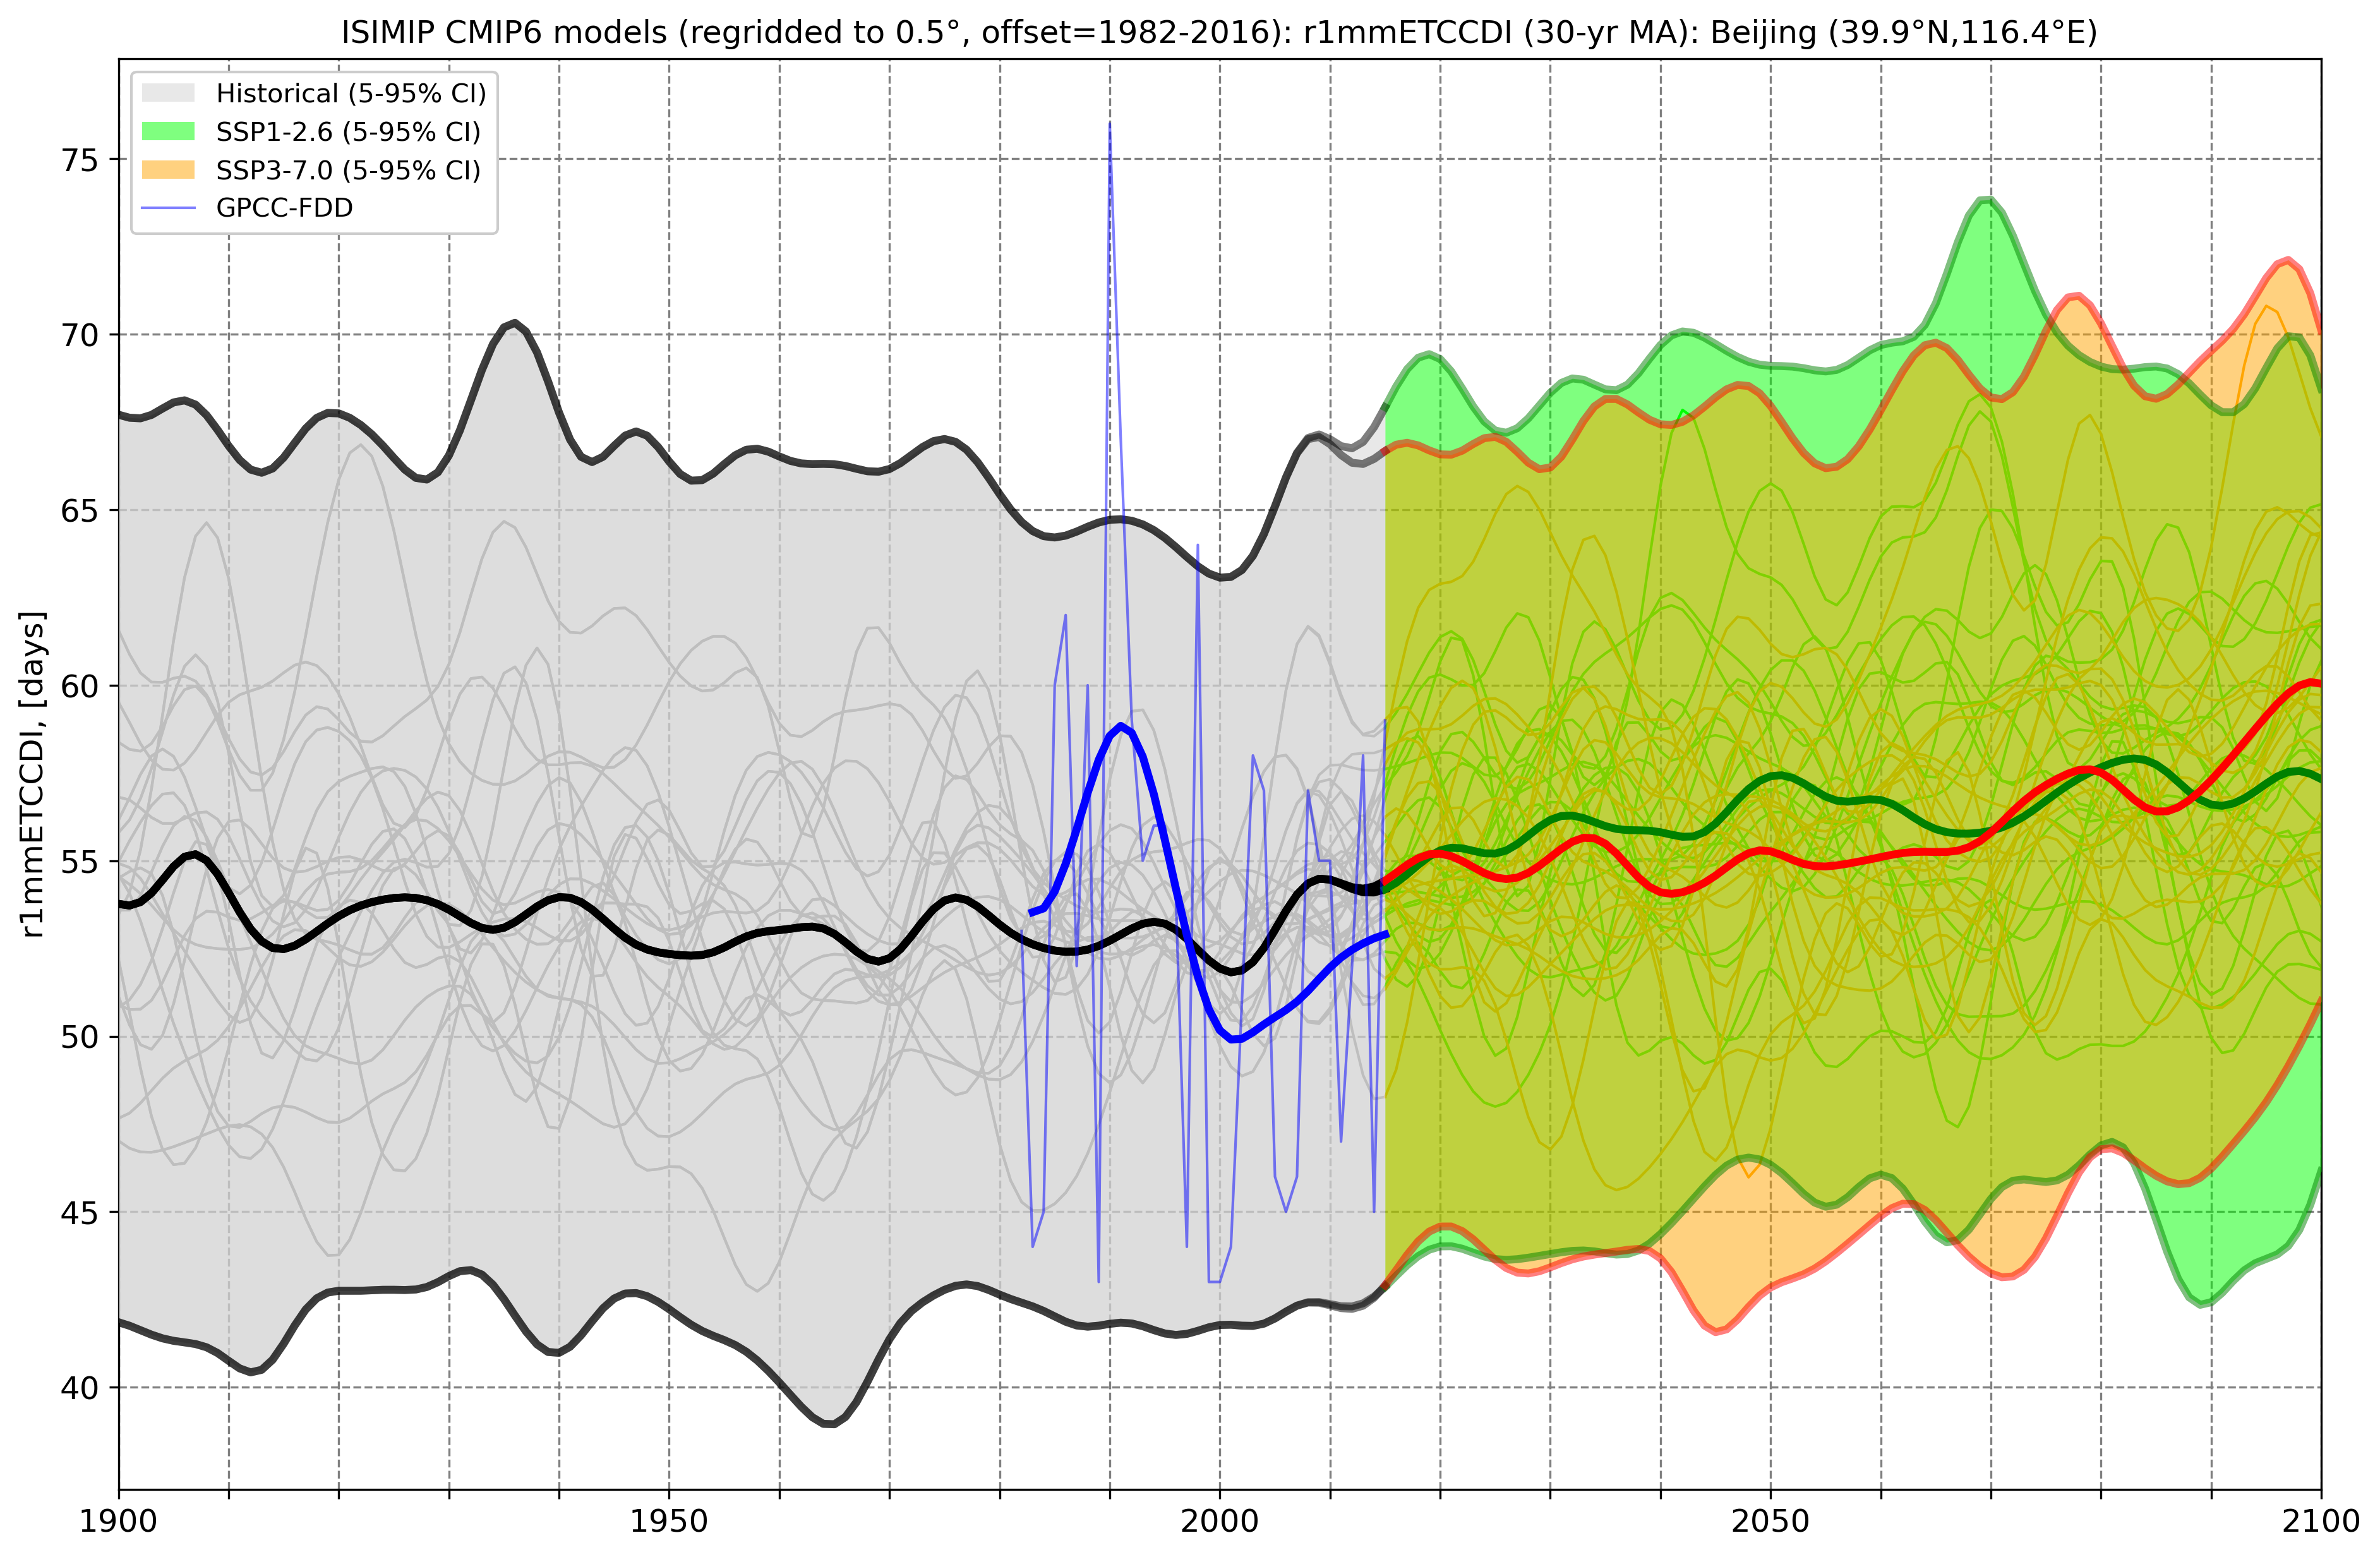 ISIMIP CMIP6 models (regridded to 0.5°, offset=1982-2016): r1mmETCCDI (30-yr MA): Beijing (39.9°N,116.4°E)
Historical (5-95% CI)
SSP1-2.6 (5-95% CI)
SSP3-7.0 (5-95% CI)
GPCC-FDD
r1mmETCCDI, [days]
75
70
65
60
55
50
45
40
1900
1950
2000
2050
2100